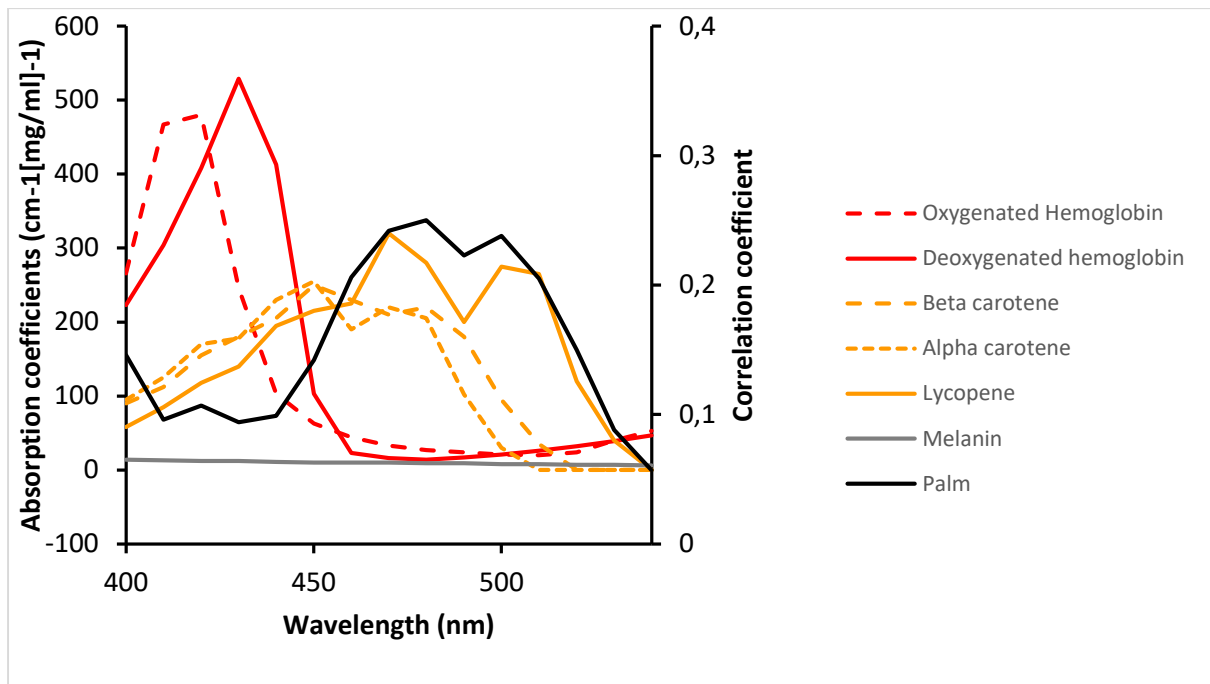 600
500
400
300
200
100
0
-100
Absorption coefficients (cm-1[mg/ml]-1)
0,4
0,3
0,2
0,1
0
Correlation coefficient
400
450
500
Wavelength (nm)
Oxygenated Hemoglobin
Deoxygenated hemoglobin
Beta carotene
Alpha carotene
Lycopene
Melanin
Palm